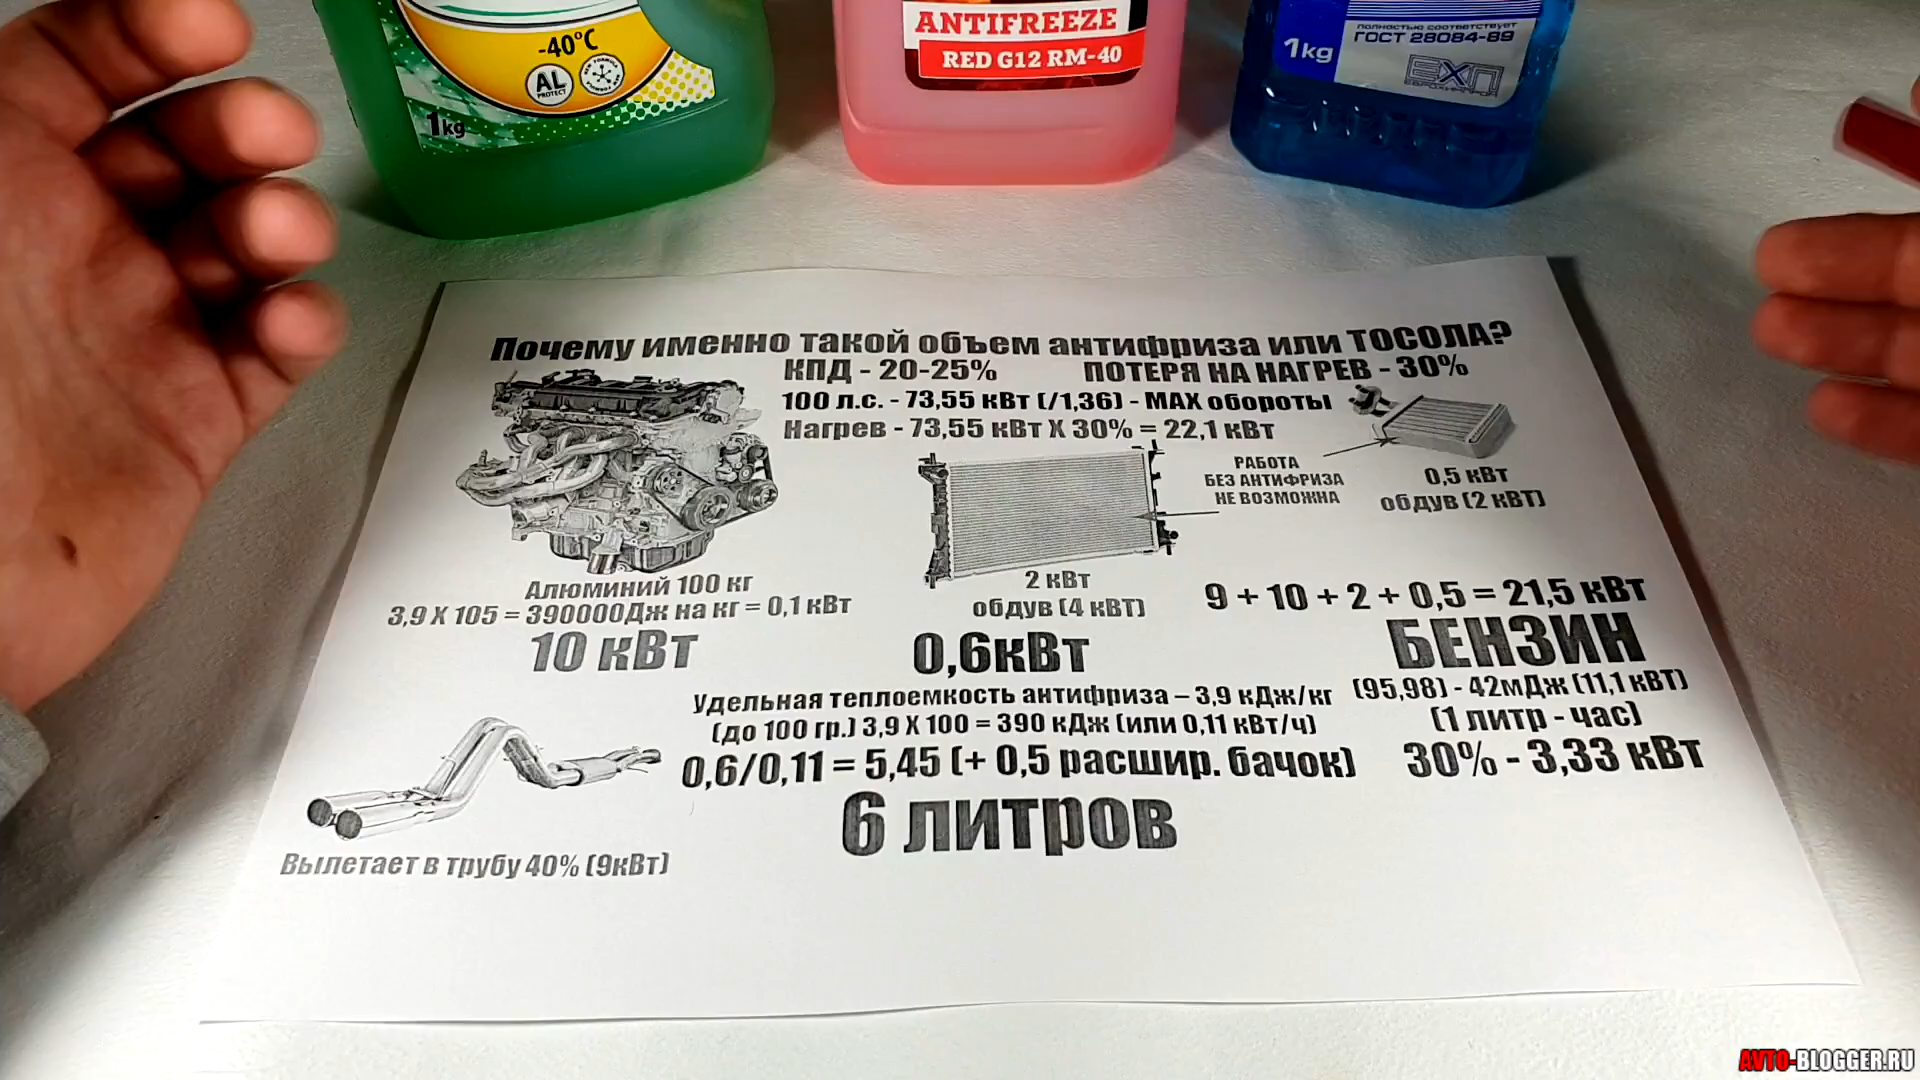 -40°C
AL
PROTECT
1kg
ANTIFREEZE
RED G12 RM-40
1kg
полностью соответствует
ГОСТ 28084-89
Почему именно такой объем антифриза или ТОСОЛА?
КПД - 20-25%
ПОТЕРЯ НА НАГРЕВ - 30%
100 л.с. - 73,55 кВт (/1,36) - МАХ обороты
Нагрев - 73,55 кВт Х 30% = 22,1 кВт
РАБОТА
БЕЗ АНТИФРИЗА
НЕ ВОЗМОЖНА
0,5 кВт
обдув (2 кВТ)
Алюминий 100 кг
3,9 Х 105 = 390000Дж на кг = 0,1 кВт
10 кВт
2 кВт
обдув (4 кВТ)
0,6кВт
9 + 10 + 2 + 0,5 = 21,5 кВт
БЕНЗИН
(95,98) - 42мДж (11,1 кВТ)
(1 литр - час)
30% - 3,33 кВт
Удельная теплоемкость антифриза – 3,9 кДж/кг
(до 100 гр.) 3,9 Х 100 = 390 кДж (или 0,11 кВт/ч)
0,6/0,11 = 5,45 (+ 0,5 расшир. бачок)
6 литров
Вылетает в трубу 40% (9кВт)
AVTO-BLOGGER.RU